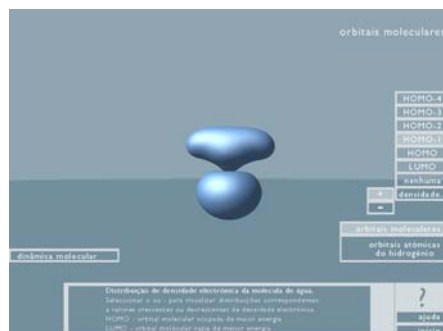 orbitais moleculares
HOMO-4
HOMO-3
HOMO-2
HOMO-1
HOMO
LUMO
nenhuma
+ densidade
-
orbitais moleculares
orbitais atómicas
do hidrogénio
dinâmica molecular
Distribuição de densidade electrónica da molécula de água.
Seleccionar + ou - para visualizar distribuições correspondentes
a valores crescentes ou decrescentes de densidade electrónica.
HOMO - orbital molecular ocupada de maior energia.
LUMO - orbital molecular vazia de menor energia.
?
ajuda